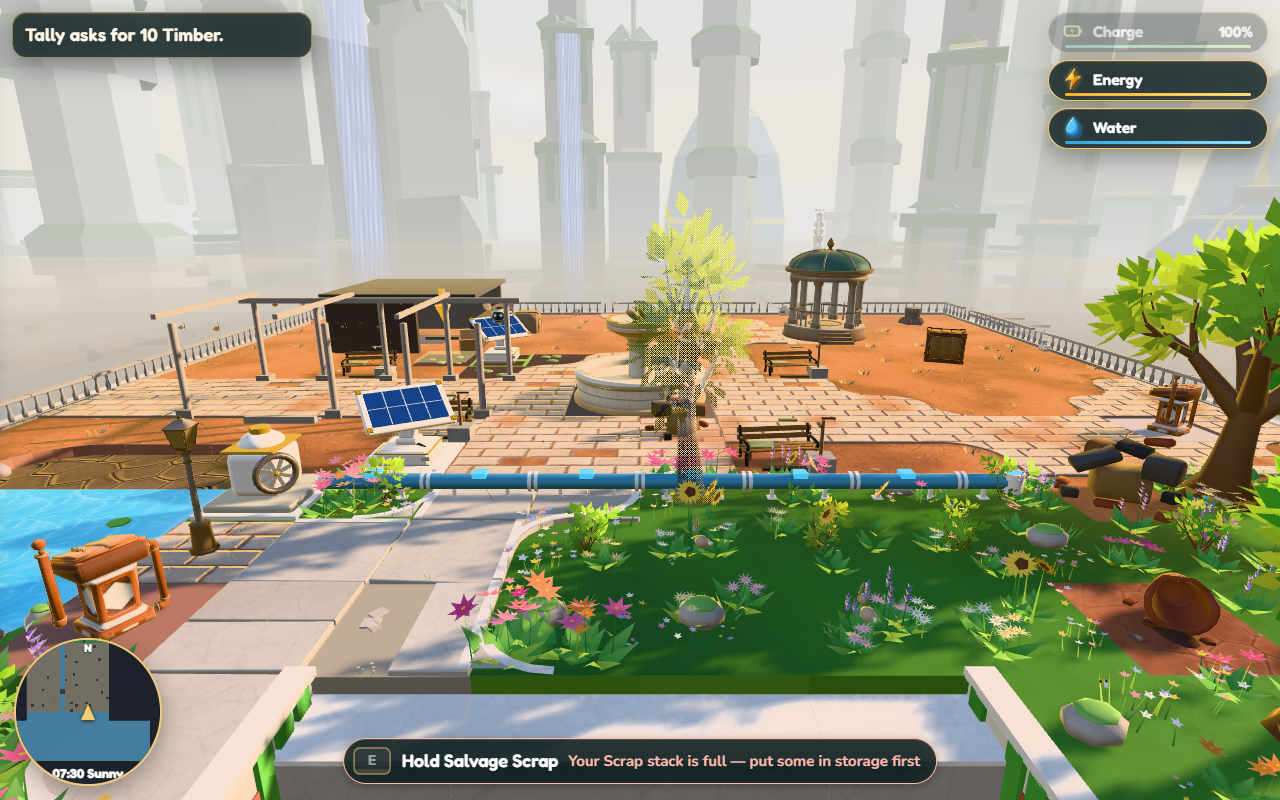 Tally asks for 10 Timber.
Charge 100%
Energy
Water
N
07:30 Sunny
E Hold Salvage Scrap Your Scrap stack is full — put some in storage first